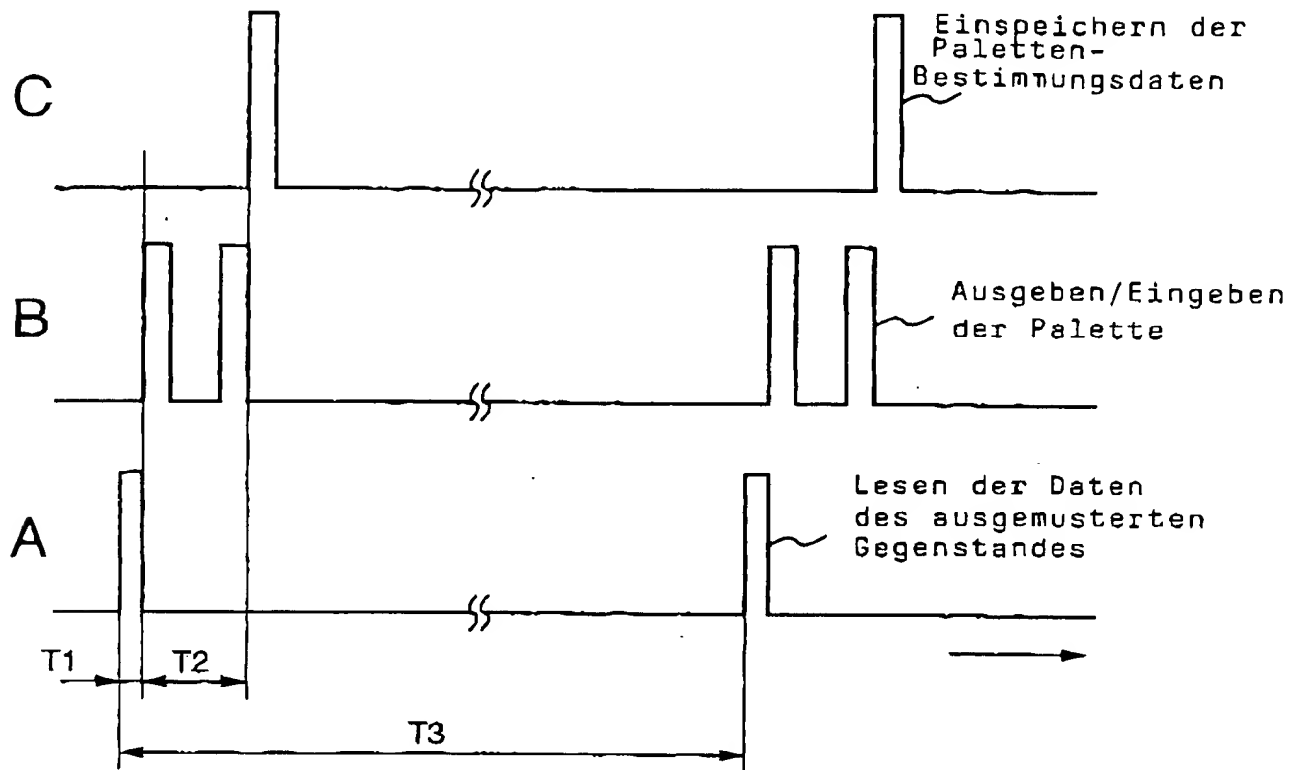 C
Einspeichern der
Paletten-
Bestimmungsdaten
B
Ausgeben/Eingeben
der Palette
A
Lesen der Daten
des ausgemusterten
Gegenstandes
T1
T2
T3